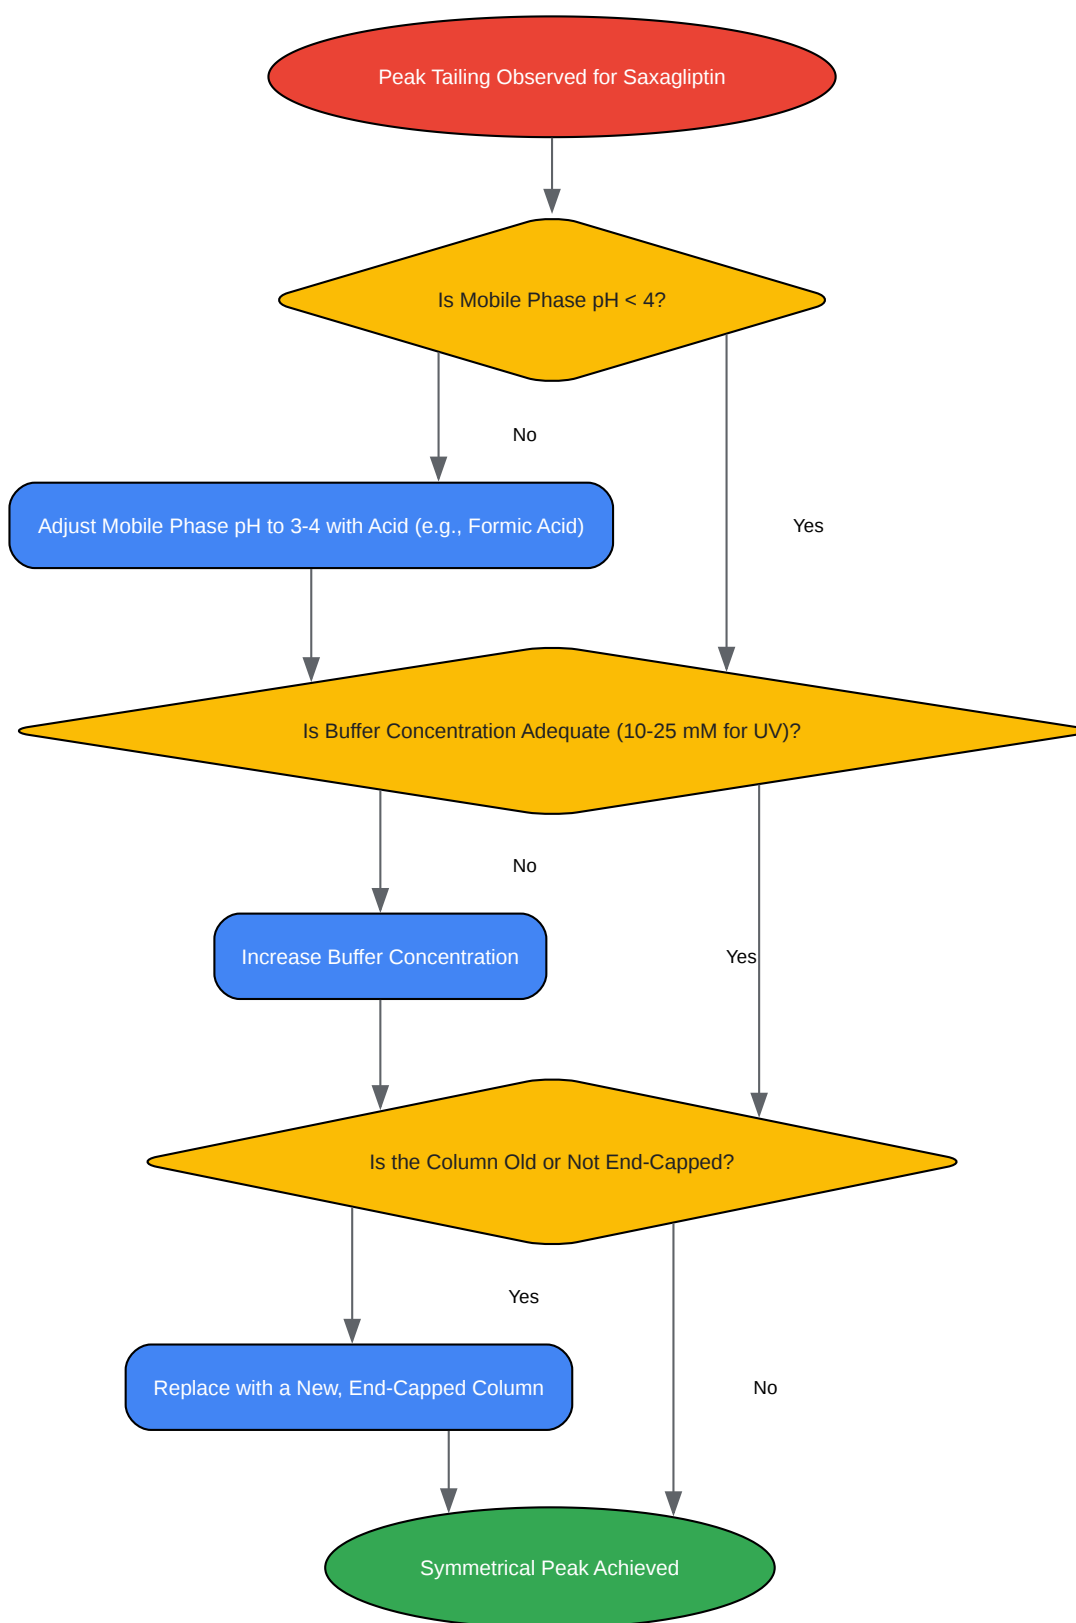 Peak Tailing Observed for Saxagliptin
Is Mobile Phase pH < 4?
No
Adjust Mobile Phase pH to 3-4 with Acid (e.g., Formic Acid)
Yes
Is Buffer Concentration Adequate (10-25 mM for UV)?
No
Increase Buffer Concentration
Yes
Is the Column Old or Not End-Capped?
Yes
Replace with a New, End-Capped Column
No
Symmetrical Peak Achieved